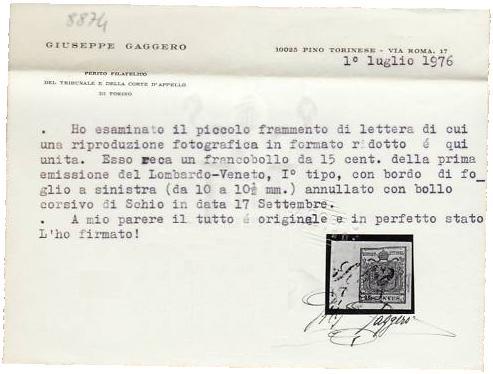 8874
GIUSEPPE GAGGERO
10025 PINO TORINESE - VIA ROMA, 17
1º luglio 1976
PERITO FILATELICO
DEL TRIBUNALE E DELLA CORTE D'APPELLO
DI TORINO
. Ho esaminato il piccolo frammento di lettera di cui
una riproduzione fotografica in formato ridotto é qui
unita. Esso reca un francobollo da 15 cent. della prima
emissione del Lombardo-Veneto, Iº tipo, con bordo di fo_
glio a sinistra (da 10 a 10½ mm.) annullato con bollo
corsivo di Schio in data 17 Settembre.
. A mio parere il tutto é originale e in perfetto stato
L'ho firmato!
15 CENTES
Gaggero